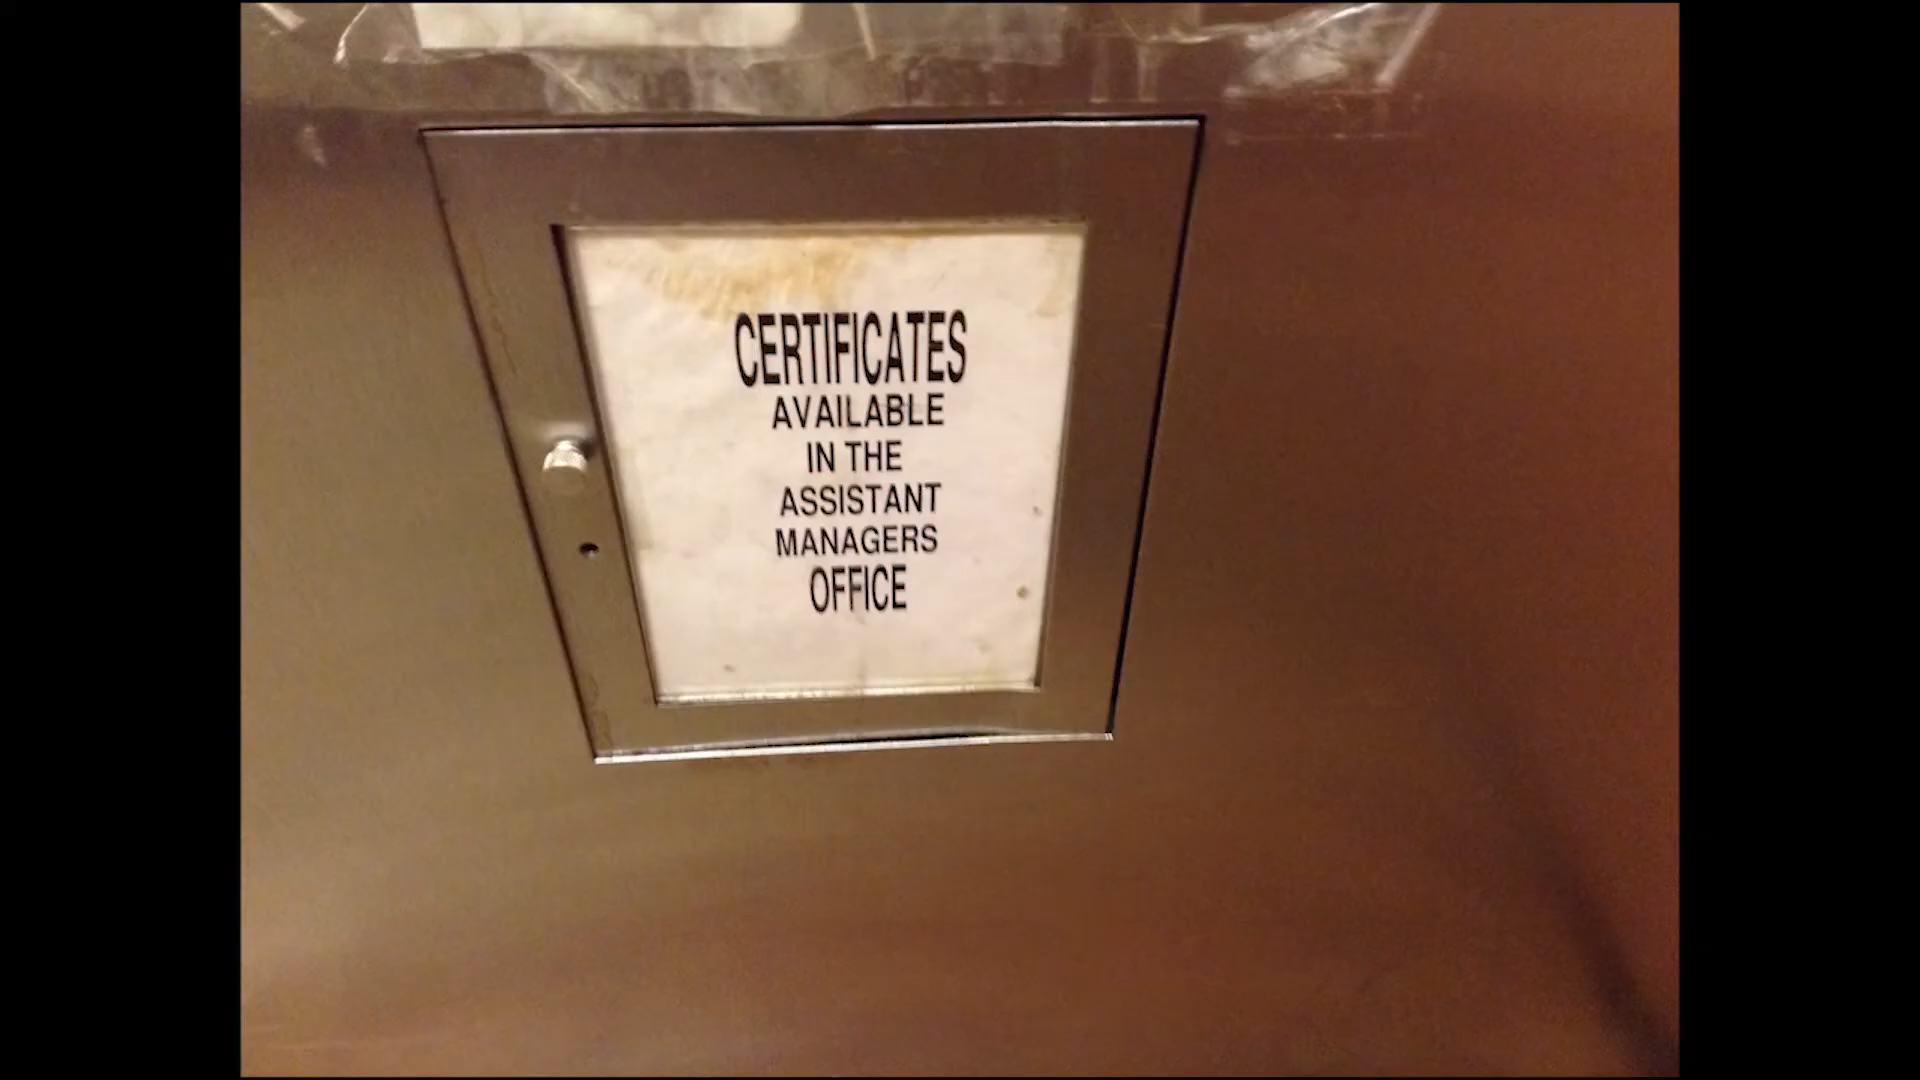 CERTIFICATES
AVAILABLE
IN THE
ASSISTANT
MANAGERS
OFFICE